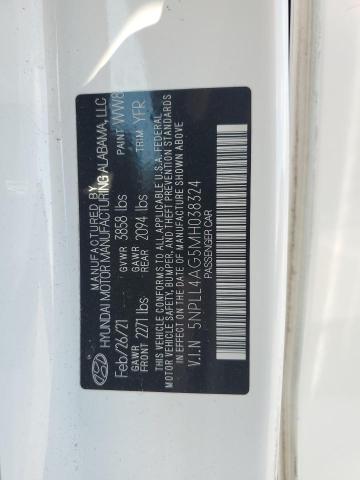 MANUFACTURED BY
HYUNDAI MOTOR MANUFACTURING ALABAMA, LLC
Feb/26/21 GVWR 3858 lbs PAINT WW8
GAWR FRONT 2271 lbs GAWR REAR 2094 lbs TRIM YFR
THIS VEHICLE CONFORMS TO ALL APPLICABLE U.S.A. FEDERAL
MOTOR VEHICLE SAFETY, BUMPER, AND THEFT PREVENTION STANDARDS
IN EFFECT ON THE DATE OF MANUFACTURE SHOWN ABOVE.
V.I.N 5NPLL4AG5MH038324
PASSENGER CAR